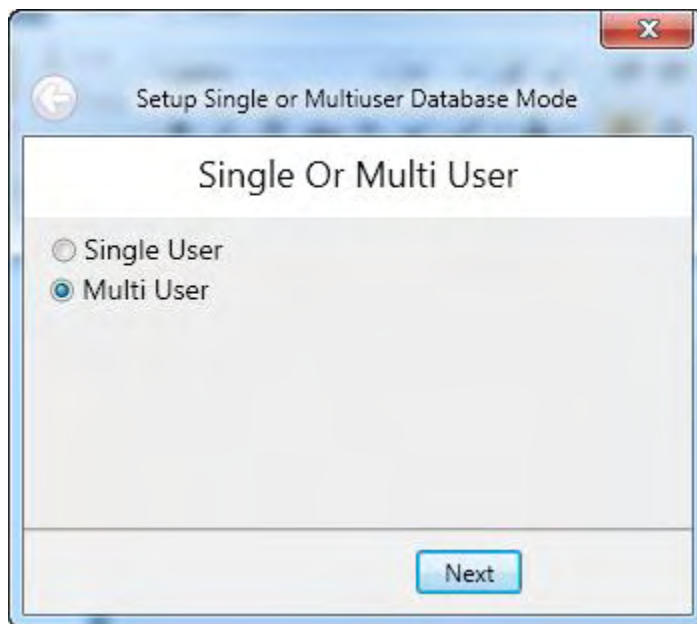 Setup Single or Multiuser Database Mode
Single Or Multi User
Single User
Multi User
Next